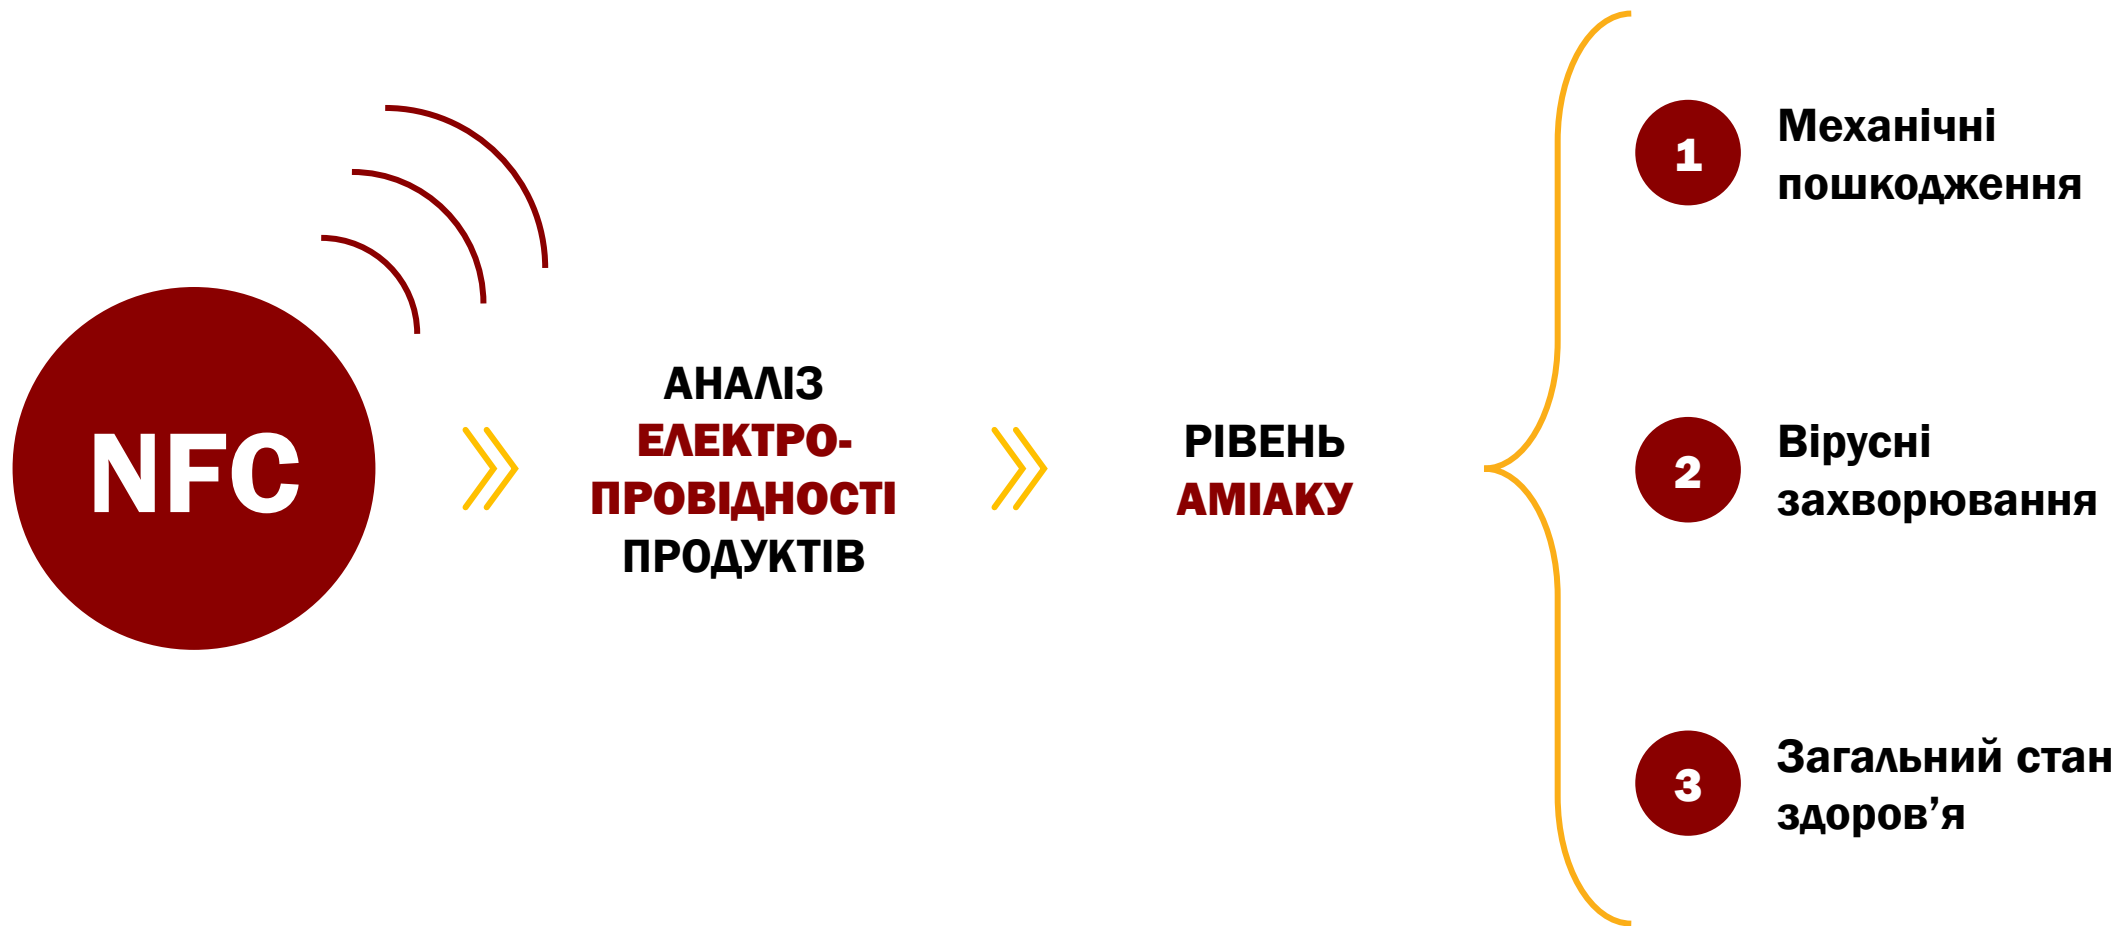 NFC
АНАЛІЗ
ЕЛЕКТРО-
ПРОВІДНОСТІ
ПРОДУКТІВ
РІВЕНЬ
АМІАКУ
1
Механічні
пошкодження
2
Вірусні
захворювання
3
Загальний стан
здоров’я